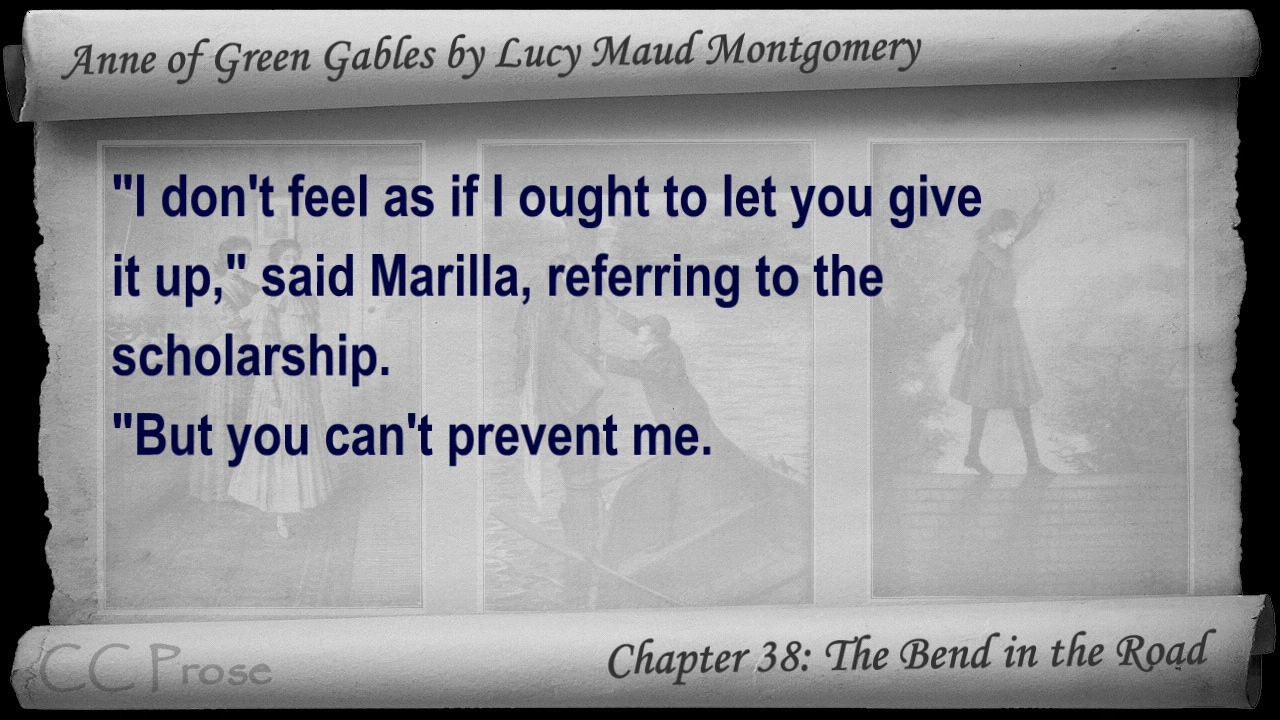 Anne of Green Gables by Lucy Maud Montgomery
"I don't feel as if I ought to let you give
it up," said Marilla, referring to the
scholarship.
"But you can't prevent me.
CC Prose
Chapter 38: The Bend in the Road